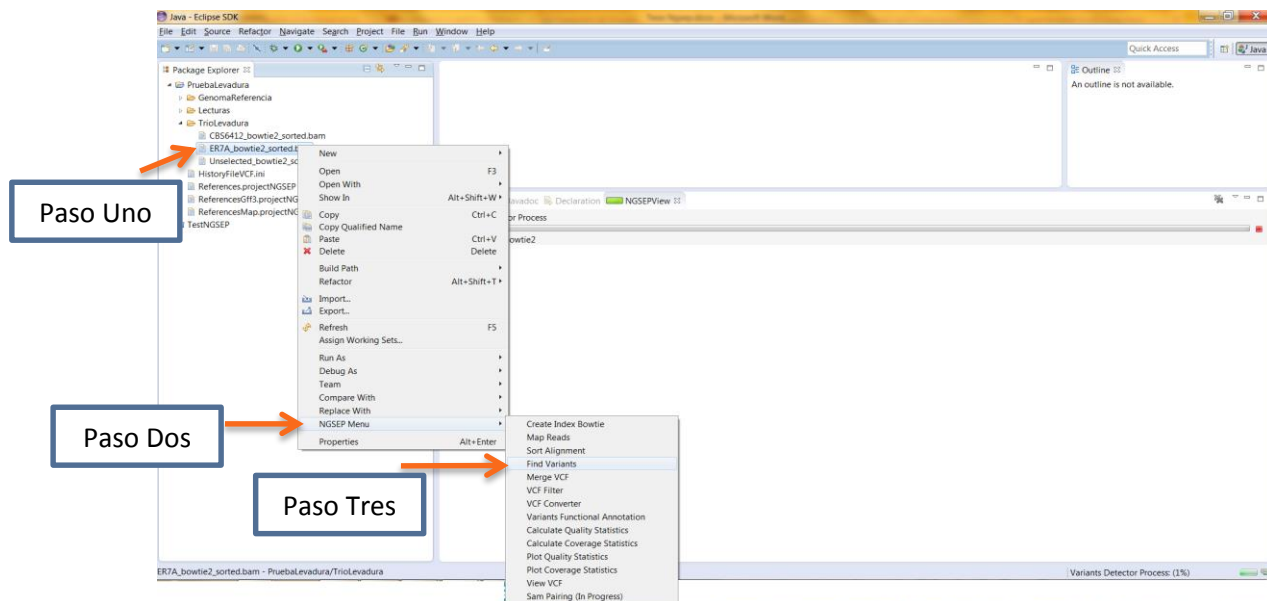 Java - Eclipse SDK
File Edit Source Refactor Navigate Search Project File Run Window Help
Quick Access
Java
Package Explorer
PruebaLevadura
GenomaReferencia
Lecturas
TrioLevadura
CBS6412_bowtie2_sorted.bam
ER7A_bowtie2_sorted.b
Unselected_bowtie2_so
HistoryFileVCF.ini
References.projectNGSEP
ReferencesGff3.projectNG
ReferencesMap.projectNG
TestNGSEP
Outline
An outline is not available.
Javadoc Declaration NGSEPView
or Process
owtie2
Paso Uno
Paso Dos
Paso Tres
New
Open F3
Open With
Show In Alt+Shift+W
Copy Ctrl+C
Copy Qualified Name
Paste Ctrl+V
Delete Delete
Build Path
Refactor Alt+Shift+T
Import...
Export...
Refresh F5
Assign Working Sets...
Run As
Debug As
Team
Compare With
Replace With
NGSEP Menu
Properties Alt+Enter
Create Index Bowtie
Map Reads
Sort Alignment
Find Variants
Merge VCF
VCF Filter
VCF Converter
Variants Functional Annotation
Calculate Quality Statistics
Calculate Coverage Statistics
Plot Quality Statistics
Plot Coverage Statistics
View VCF
Sam Pairing (In Progress)
ER7A_bowtie2_sorted.bam - PruebaLevadura/TrioLevadura
Variants Detector Process: (1%)